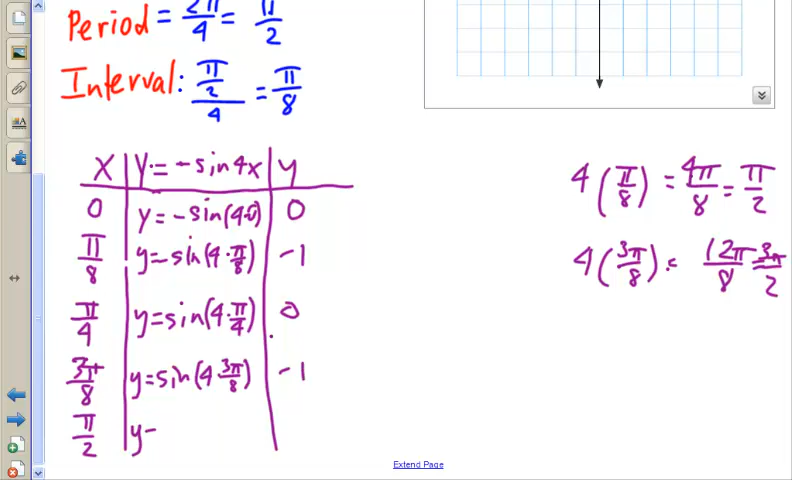 Period = 2π/4 = π/2
Interval: π/2/4 = π/8
x | y = -sin4x | y
0 | y = -sin(4·0) | 0
π/8 | y=-sin(4·π/8) | -1
π/4 | y=sin(4·π/4) | 0
3π/8 | y=sin(4·3π/8) | -1
π/2 | y-
4(π/8) = 4π/8 = π/2
4(3π/8) = 12π/8 = 3π/2
Extend Page